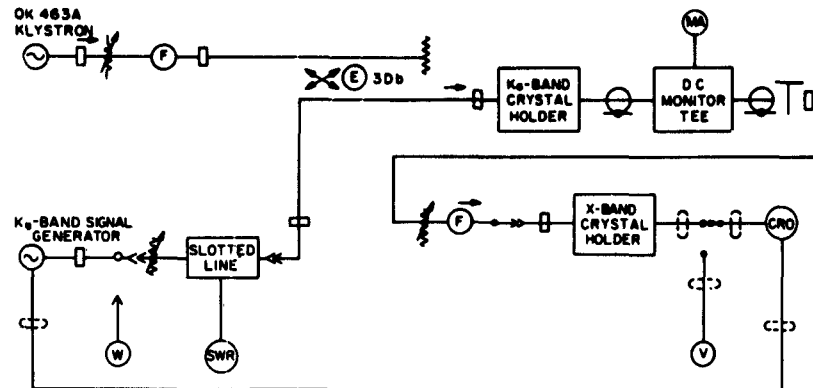 OK 463A
KLYSTRON
F
E 3Db
MA
Ka-BAND
CRYSTAL
HOLDER
DC
MONITOR
TEE
Ka-BAND SIGNAL
GENERATOR
SLOTTED
LINE
F
X-BAND
CRYSTAL
HOLDER
CRO
W
SWR
V